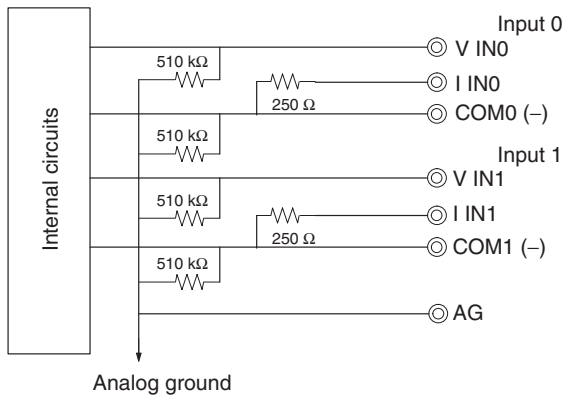 Input 0
V IN0
510 kΩ
I IN0
250 Ω
COM0 (–)
510 kΩ
Input 1
Internal circuits
V IN1
510 kΩ
I IN1
250 Ω
COM1 (–)
510 kΩ
AG
Analog ground